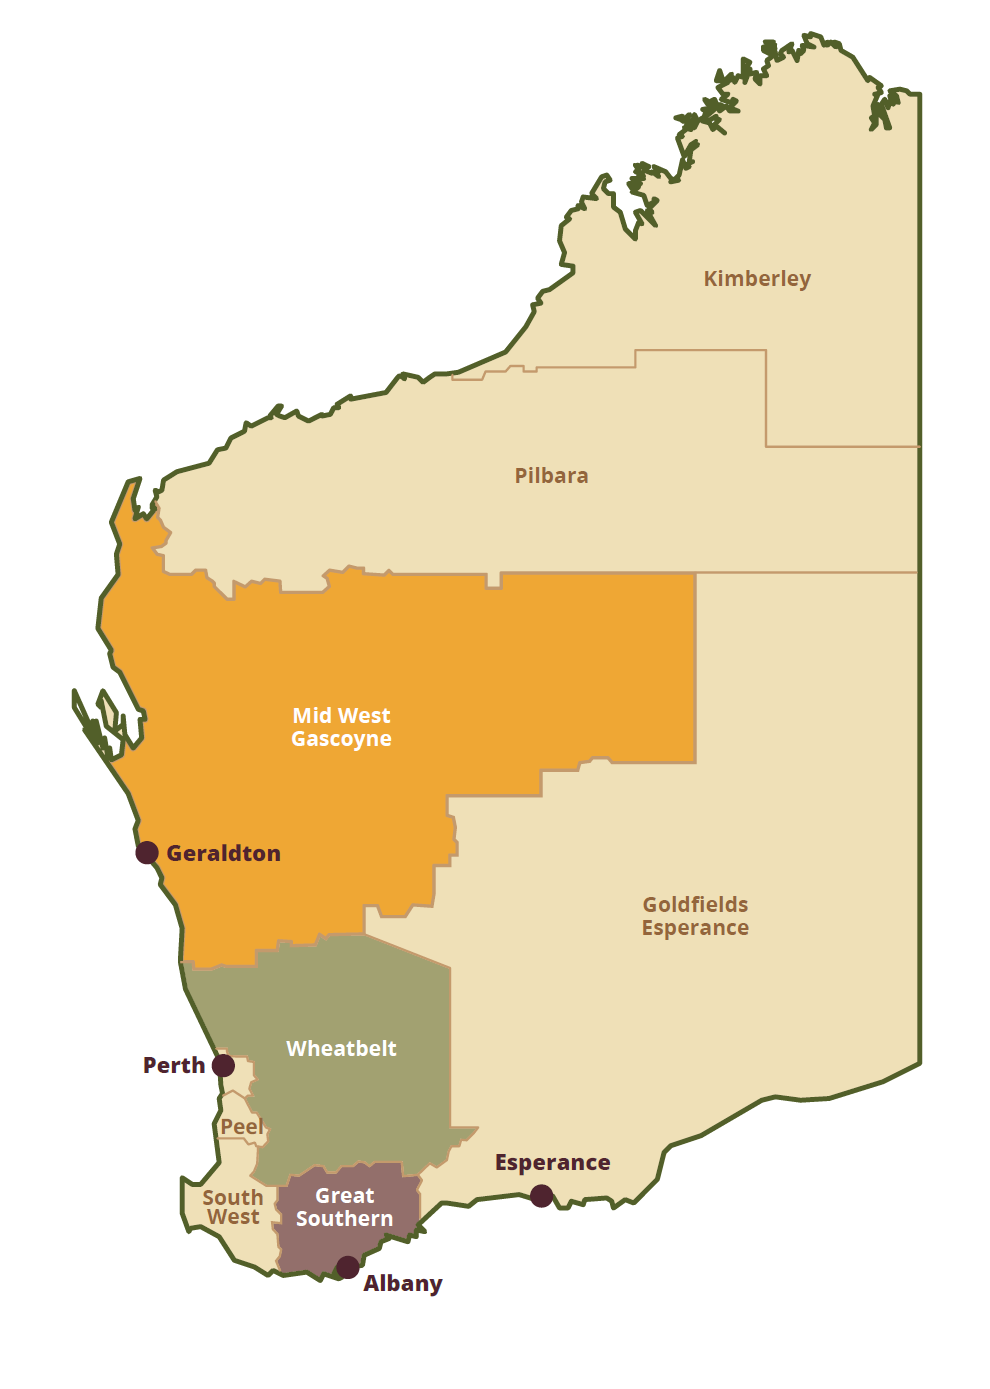 Kimberley
Pilbara
Mid West
Gascoyne
Geraldton
Goldfields
Esperance
Wheatbelt
Perth
Peel
Esperance
South
West
Great
Southern
Albany